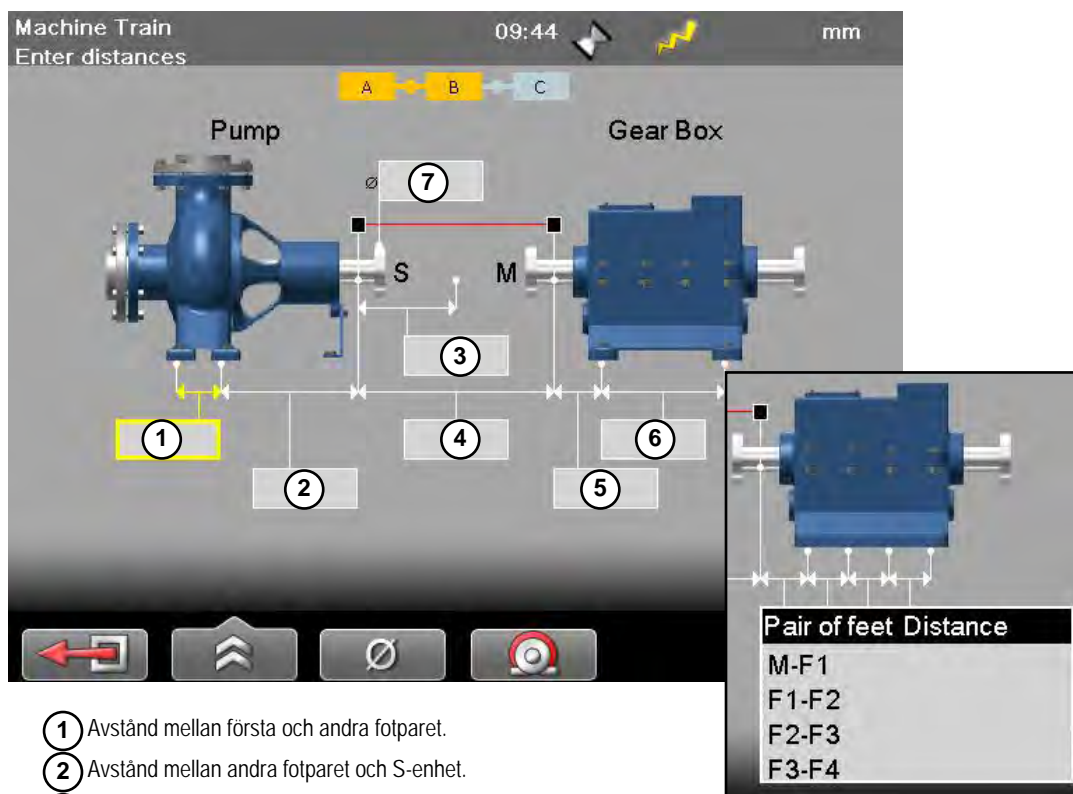 Machine Train
Enter distances
09:44
mm
A
B
C
Pump
Gear Box
Ø
7
S
M
3
1
4
6
2
5
Pair of feet Distance
M-F1
F1-F2
F2-F3
F3-F4
Ø
1 Avstånd mellan första och andra fotparet.
2 Avstånd mellan andra fotparet och S-enhet.